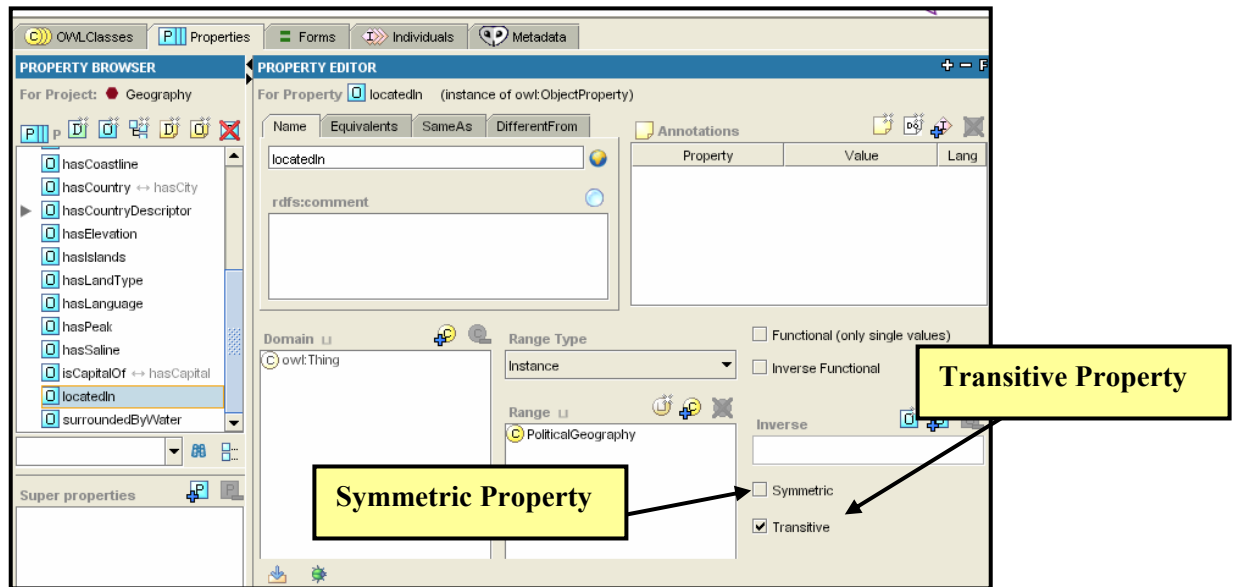 OWLClasses Properties Forms Individuals Metadata
PROPERTY BROWSER
For Project: Geography
hasCoastline
hasCountry ↔ hasCity
hasCountryDescriptor
hasElevation
hasIslands
hasLandType
hasLanguage
hasPeak
hasSaline
isCapitalOf ↔ hasCapital
locatedIn
surroundedByWater
Super properties
PROPERTY EDITOR
For Property locatedIn (instance of owl:ObjectProperty)
Name Equivalents SameAs DifferentFrom
locatedIn
rdfs:comment
Annotations
Property Value Lang
Domain
owl:Thing
Range Type
Instance
Range
PoliticalGeography
Functional (only single values)
Inverse Functional
Inverse
Symmetric
Transitive
Transitive Property
Symmetric Property